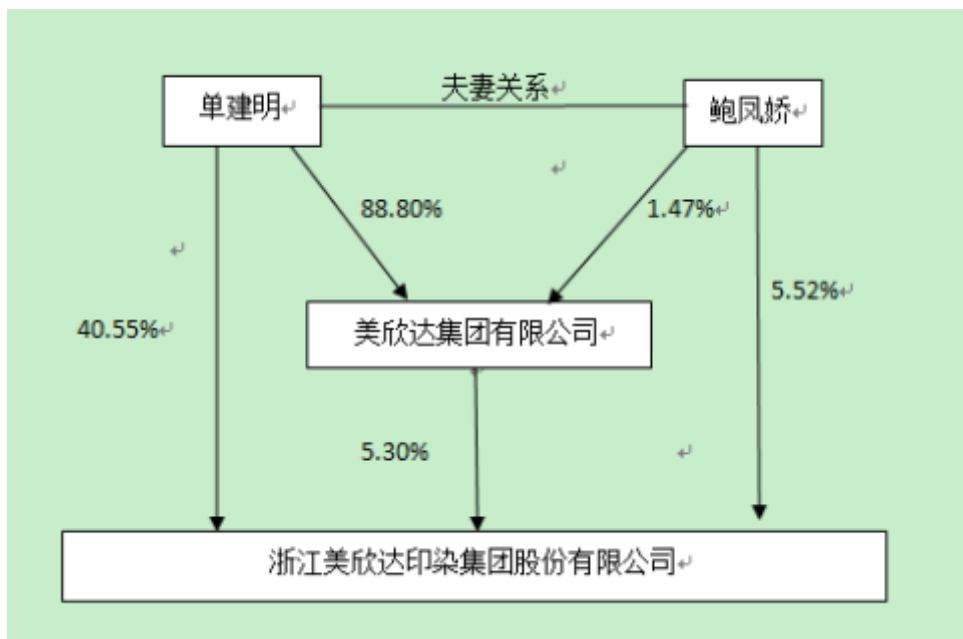 夫妻关系
单建明
鲍凤娇
88.80%
1.47%
5.52%
40.55%
美欣达集团有限公司
5.30%
浙江美欣达印染集团股份有限公司